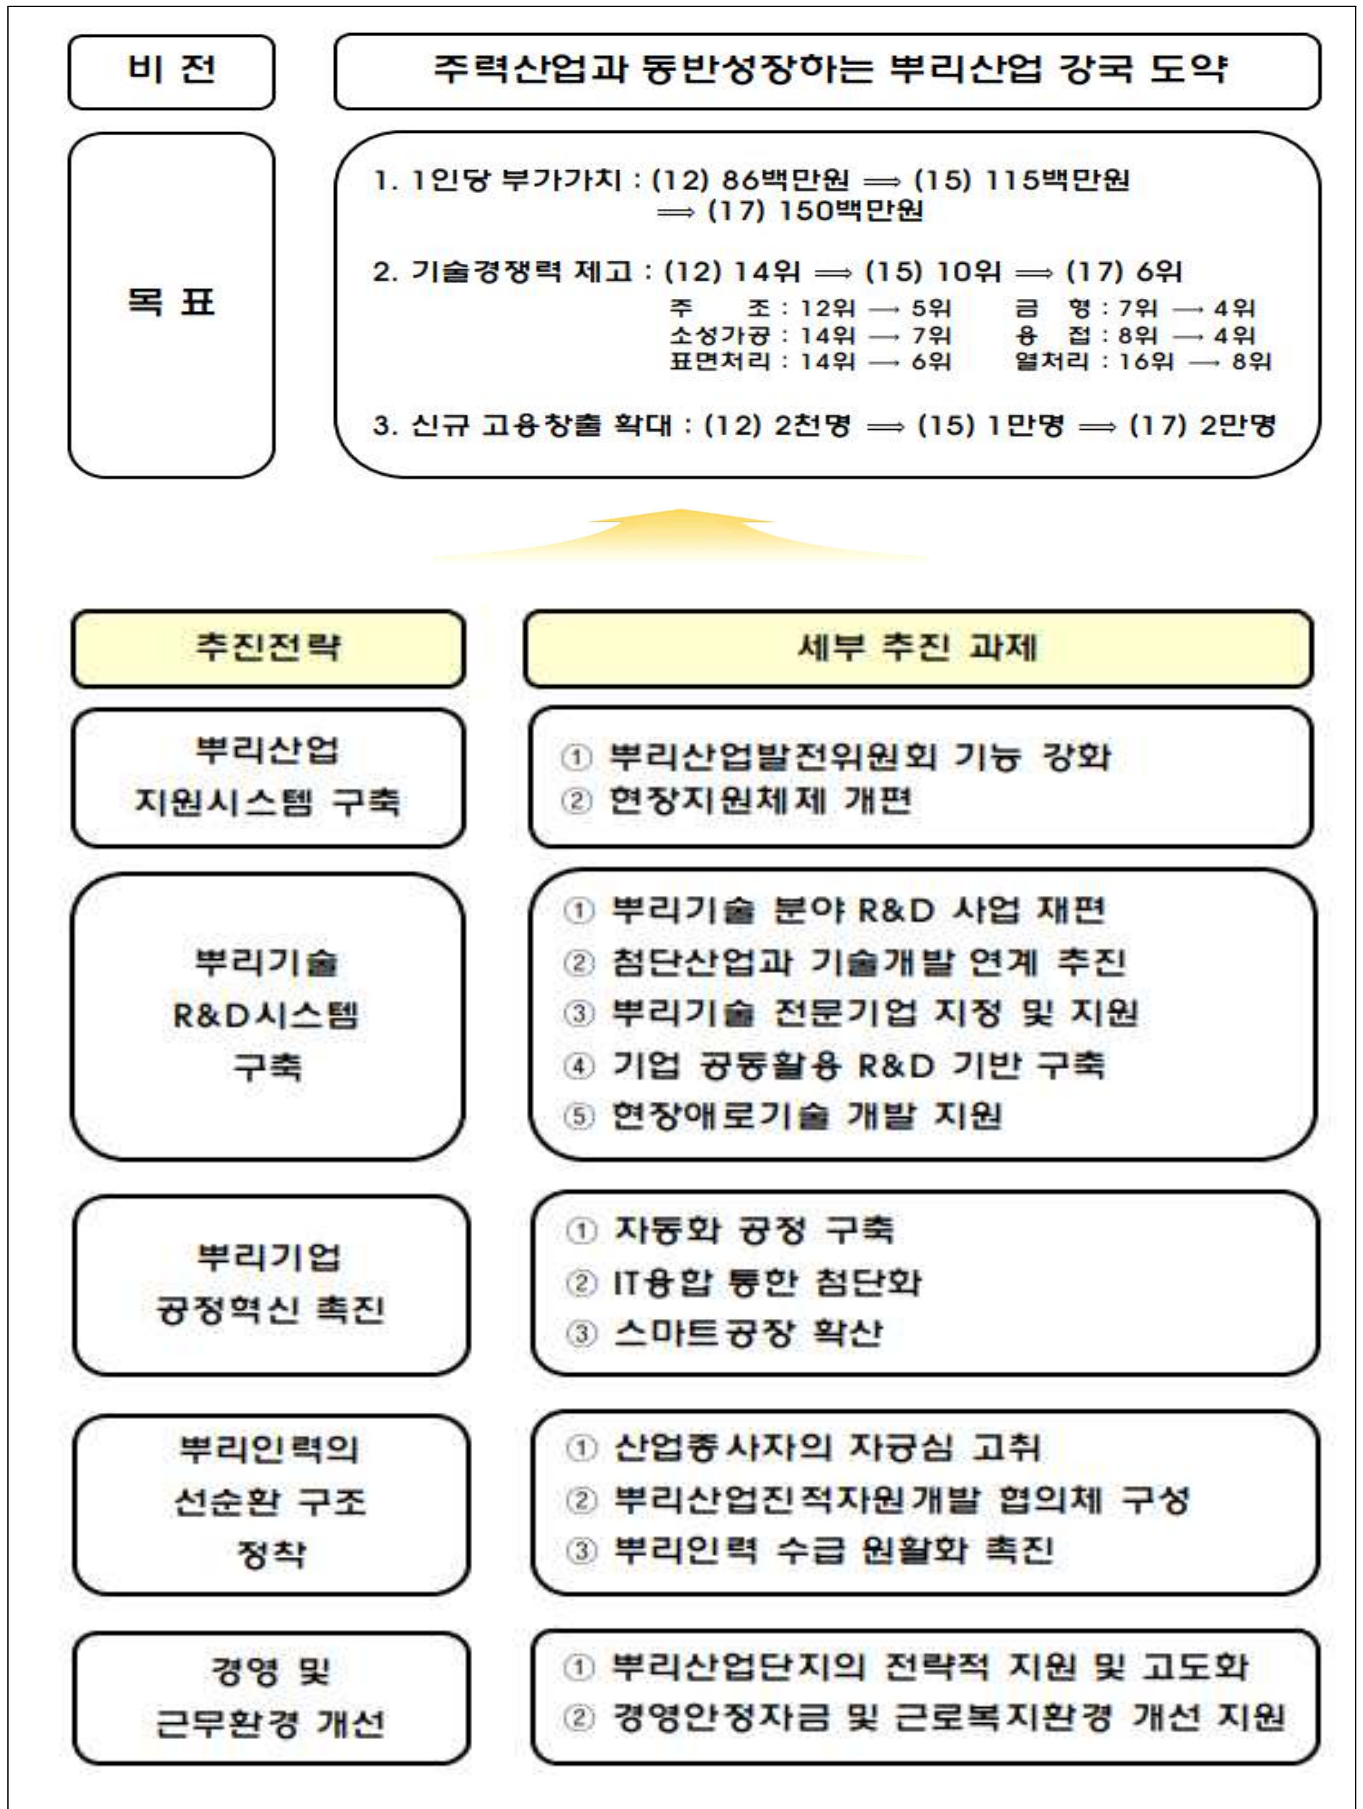 비 전
주력산업과 동반성장하는 뿌리산업 강국 도약
목 표
1. 1인당 부가가치 : (12) 86백만원 ⟹ (15) 115백만원
⟹ (17) 150백만원
2. 기술경쟁력 제고 : (12) 14위 ⟹ (15) 10위 ⟹ (17) 6위
주 조 : 12위 → 5위 금 형 : 7위 → 4위
소성가공 : 14위 → 7위 용 접 : 8위 → 4위
표면처리 : 14위 → 6위 열처리 : 16위 → 8위
3. 신규 고용창출 확대 : (12) 2천명 ⟹ (15) 1만명 ⟹ (17) 2만명
추진전략
세부 추진 과제
뿌리산업
지원시스템 구축
① 뿌리산업발전위원회 기능 강화
② 현장지원체제 개편
뿌리기술
R&D시스템
구축
① 뿌리기술 분야 R&D 사업 재편
② 첨단산업과 기술개발 연계 추진
③ 뿌리기술 전문기업 지정 및 지원
④ 기업 공동활용 R&D 기반 구축
⑤ 현장애로기술 개발 지원
뿌리기업
공정혁신 촉진
① 자동화 공정 구축
② IT융합 통한 첨단화
③ 스마트공장 확산
뿌리인력의
선순환 구조
정착
① 산업종사자의 자긍심 고취
② 뿌리산업진적자원개발 협의체 구성
③ 뿌리인력 수급 원활화 촉진
경영 및
근무환경 개선
① 뿌리산업단지의 전략적 지원 및 고도화
② 경영안정자금 및 근로복지환경 개선 지원